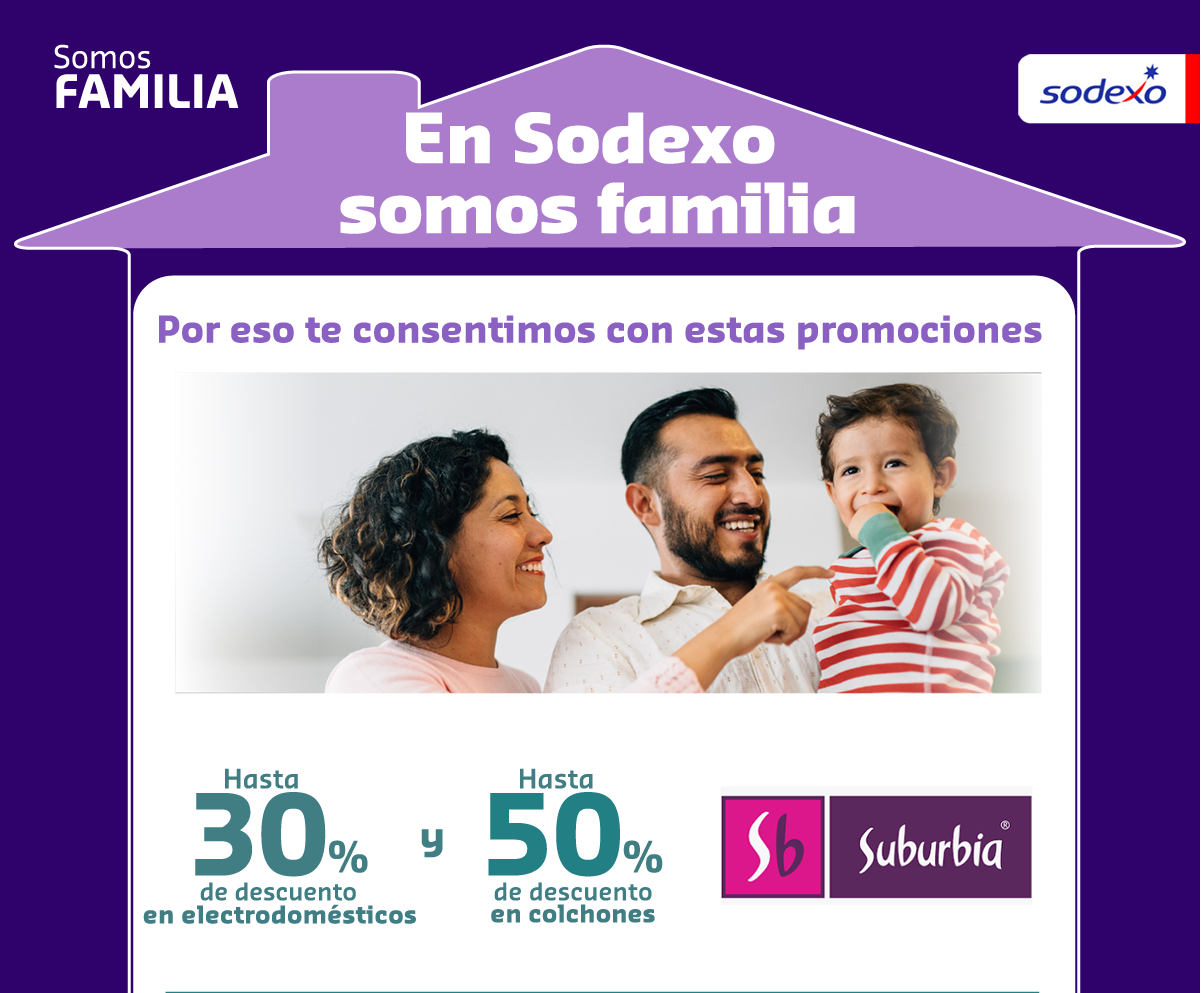 Somos
FAMILIA
sodexo
En Sodexo
somos familia
Por eso te consentimos con estas promociones
Hasta
30%
de descuento
en electrodomésticos
y
Hasta
50%
de descuento
en colchones
Sb
Suburbia®